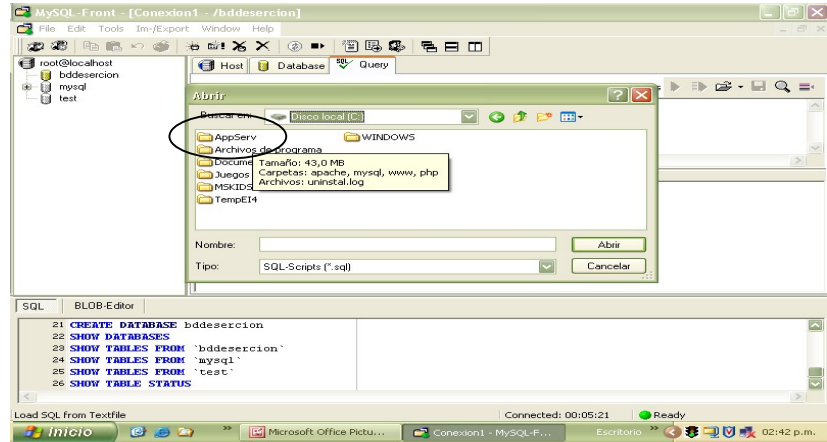 MySQL-Front - [Conexion1 - /bddesercion]
File Edit Tools Im-/Export Window Help
root@localhost
bddesercion
mysql
test
Host Database SQL Query
Abrir
Buscar en: Disco local (C:)
AppServ
WINDOWS
Archivos de programa
Docume
Juegos
MSKIDS
TempEI4
Tamaño: 43,0 MB
Carpetas: apache, mysql, www, php
Archivos: uninstal.log
Nombre:
Abrir
Tipo: SQL-Scripts (*.sql)
Cancelar
SQL BLOB-Editor
21 CREATE DATABASE bddesercion
22 SHOW DATABASES
23 SHOW TABLES FROM `bddesercion`
24 SHOW TABLES FROM `mysql`
25 SHOW TABLES FROM `test`
26 SHOW TABLE STATUS
Load SQL from Textfile
Connected: 00:05:21
Ready
Inicio
Microsoft Office Pictu...
Conexion1 - MySQL-F...
Escritorio
02:42 p.m.